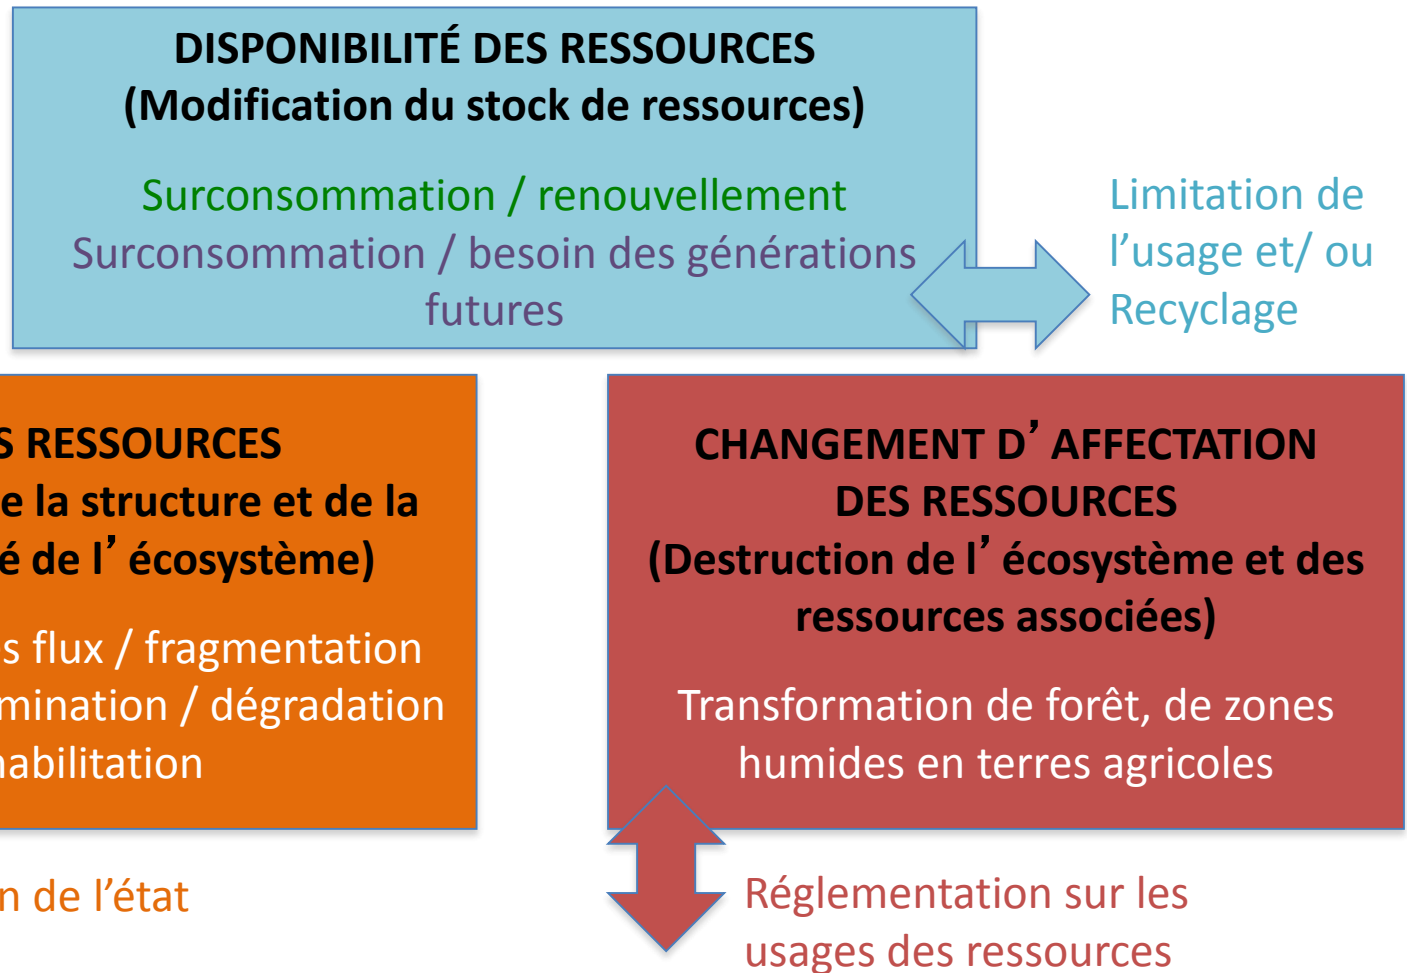 DISPONIBILITÉ DES RESSOURCES
(Modification du stock de ressources)
Surconsommation / renouvellement
Surconsommation / besoin des générations
futures
Limitation de
l’usage et/ ou
Recyclage
S RESSOURCES
e la structure et de la
é de l’ écosystème)
s flux / fragmentation
mination / dégradation
habilitation
n de l’état
CHANGEMENT D’ AFFECTATION
DES RESSOURCES
(Destruction de l’ écosystème et des
ressources associées)
Transformation de forêt, de zones
humides en terres agricoles
Réglementation sur les
usages des ressources